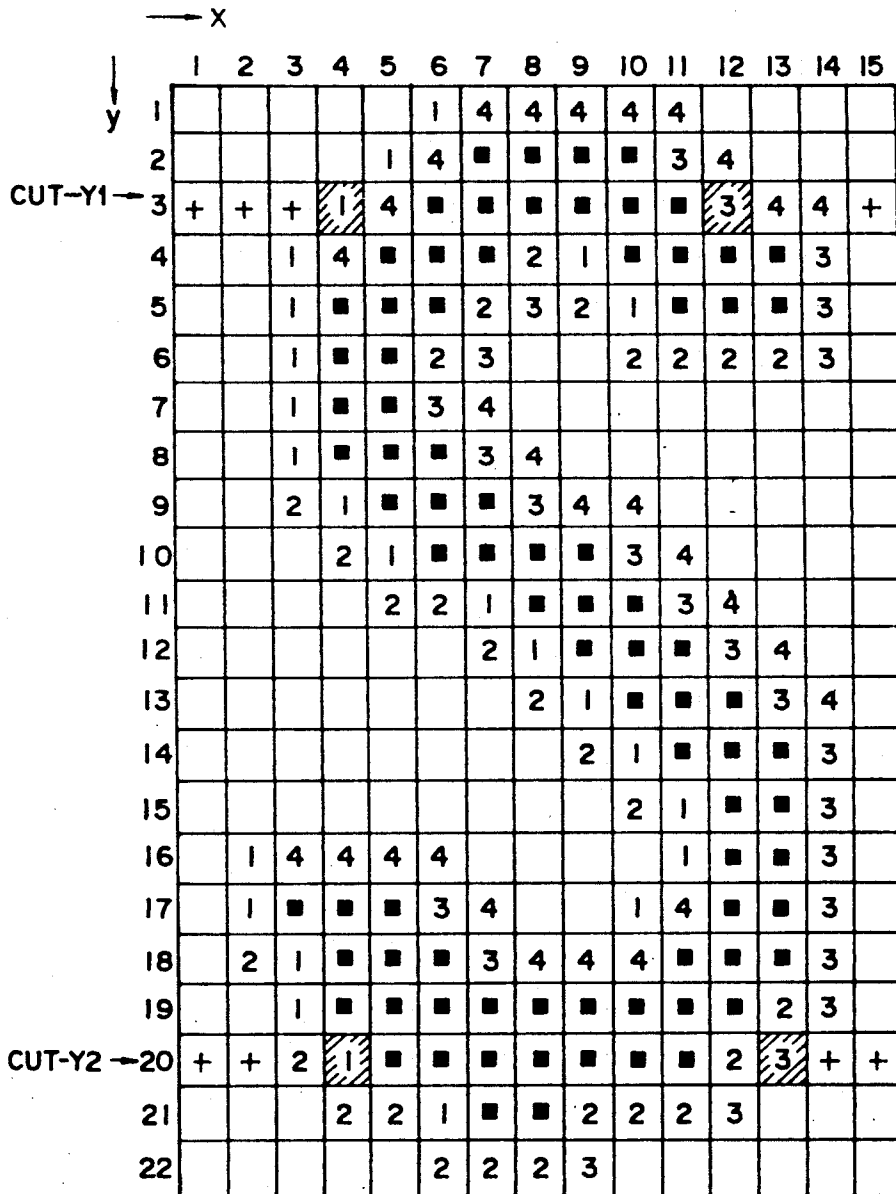 → X
1 2 3 4 5 6 7 8 9 10 11 12 13 14 15
y
1 1 4 4 4 4 4
2 1 4 ■ ■ ■ ■ 3 4
CUT-Y1 → 3 + + + 1 4 ■ ■ ■ ■ ■ ■ 3 4 4 +
4 1 4 ■ ■ ■ 2 1 ■ ■ ■ ■ 3
5 1 ■ ■ ■ 2 3 2 1 ■ ■ ■ 3
6 1 ■ ■ 2 3 2 2 2 2 3
7 1 ■ ■ 3 4
8 1 ■ ■ ■ 3 4
9 2 1 ■ ■ ■ 3 4 4
10 2 1 ■ ■ ■ ■ 3 4
11 2 2 1 ■ ■ ■ 3 4
12 2 1 ■ ■ ■ 3 4
13 2 1 ■ ■ ■ 3 4
14 2 1 ■ ■ ■ 3
15 2 1 ■ ■ 3
16 1 4 4 4 4 1 ■ ■ 3
17 1 ■ ■ ■ 3 4 1 4 ■ ■ 3
18 2 1 ■ ■ ■ 3 4 4 4 ■ ■ ■ 3
19 1 ■ ■ ■ ■ ■ ■ ■ ■ ■ 2 3
CUT-Y2 → 20 + + 2 1 ■ ■ ■ ■ ■ ■ ■ 2 3 + +
21 2 2 1 ■ ■ 2 2 2 3
22 2 2 2 3